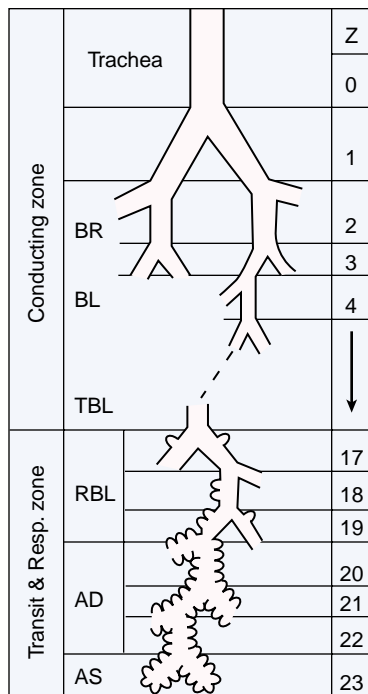 Z
Trachea
0
1
Conducting zone
BR
2
3
BL
4
TBL
17
RBL
18
19
Transit & Resp. zone
20
AD
21
22
AS
23